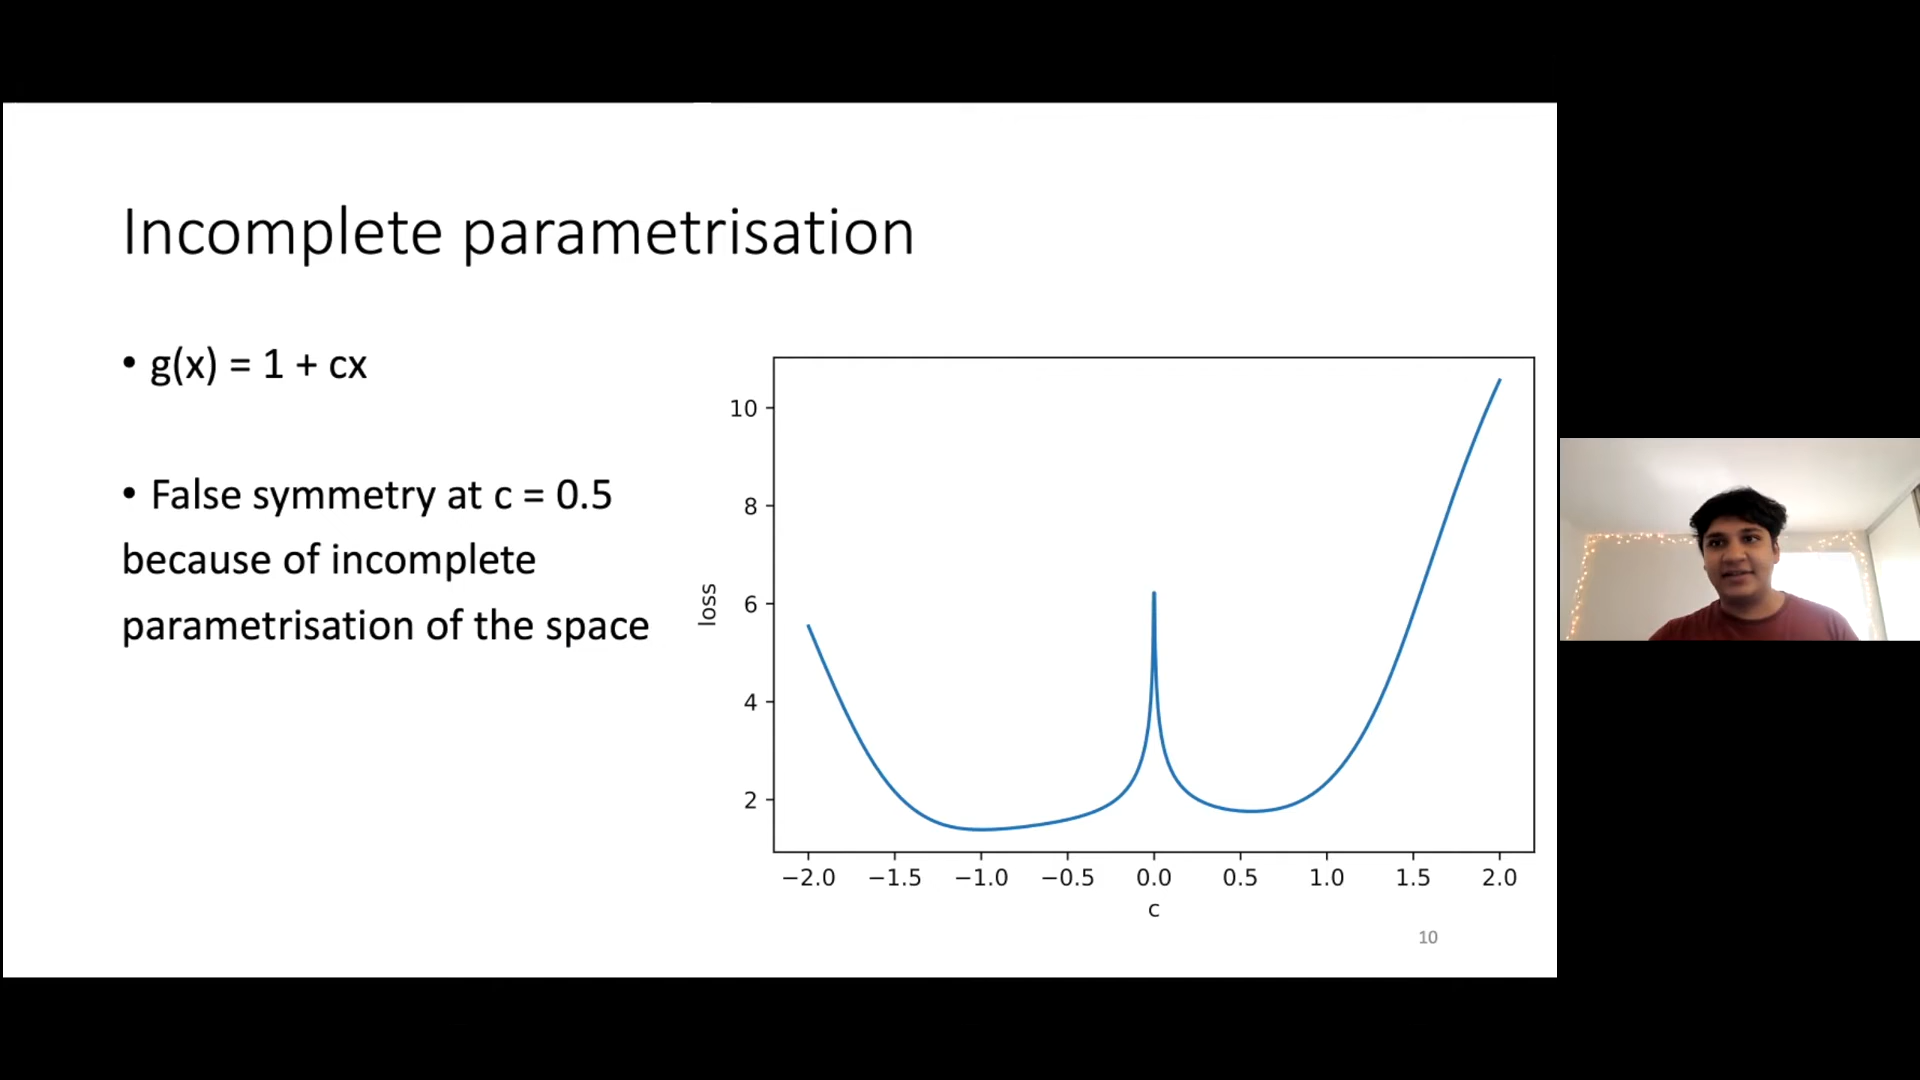 Incomplete parametrisation
• g(x) = 1 + cx
• False symmetry at c = 0.5
because of incomplete
parametrisation of the space
10
8
6
4
2
loss
−2.0 −1.5 −1.0 −0.5 0.0 0.5 1.0 1.5 2.0
c
10